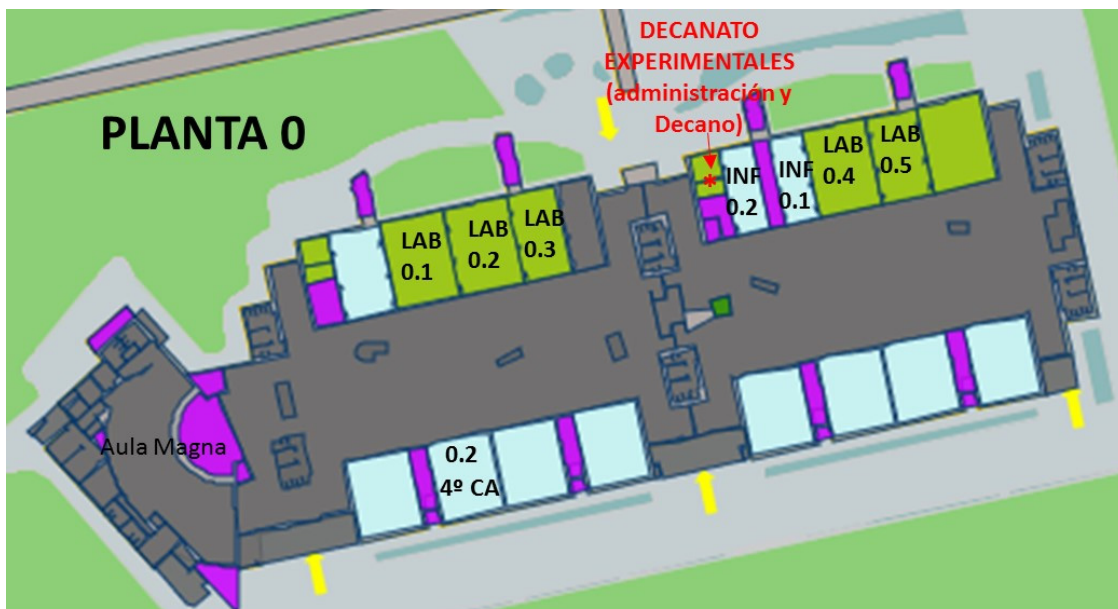 PLANTA 0
DECANATO
EXPERIMENTALES
(administración y
Decano)
*
INF
0.2
INF
0.1
LAB
0.4
LAB
0.5
LAB
0.1
LAB
0.2
LAB
0.3
Aula Magna
0.2
4º CA